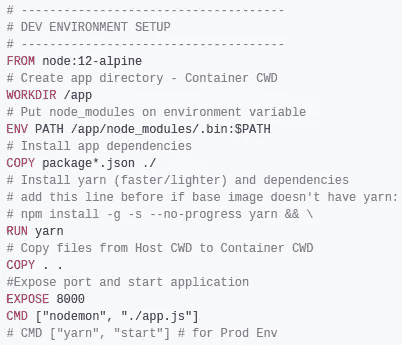 # -------------------------------------
# DEV ENVIRONMENT SETUP
# -------------------------------------
FROM node:12-alpine
# Create app directory - Container CWD
WORKDIR /app
# Put node_modules on environment variable
ENV PATH /app/node_modules/.bin:$PATH
# Install app dependencies
COPY package*.json ./
# Install yarn (faster/lighter) and dependencies
# add this line before if base image doesn't have yarn:
# npm install -g -s --no-progress yarn && \
RUN yarn
# Copy files from Host CWD to Container CWD
COPY . .
#Expose port and start application
EXPOSE 8000
CMD ["nodemon", "./app.js"]
# CMD ["yarn", "start"] # for Prod Env